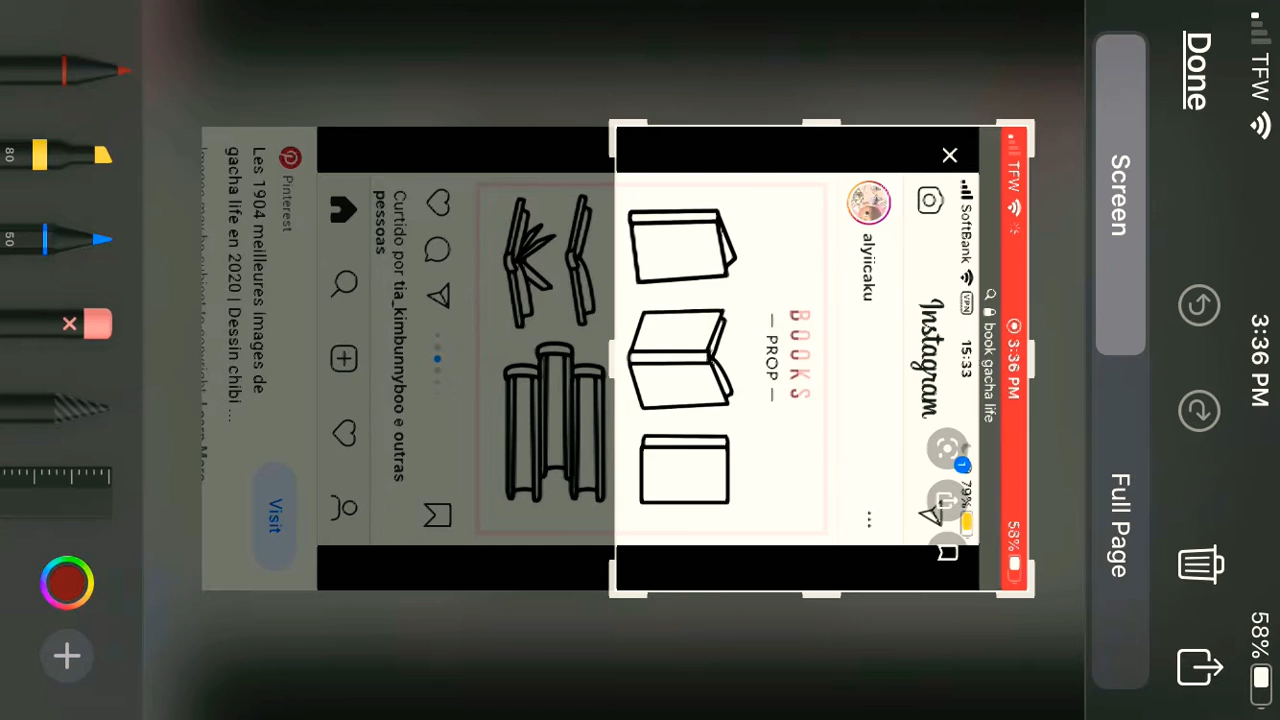 TFW 3:36 PM 58%
Done
Screen Full Page
TFW 3:36 PM 58%
book gacha life
SoftBank VPN 15:33 79%
1
Instagram
alyiicaku
BOOKS
— PROP —
Curtido por tia_kimbunnyboo e outras
pessoas
Pinterest
Les 1904 meilleures images de
gacha life en 2020 | Dessin chibi ...
Visit
80
50